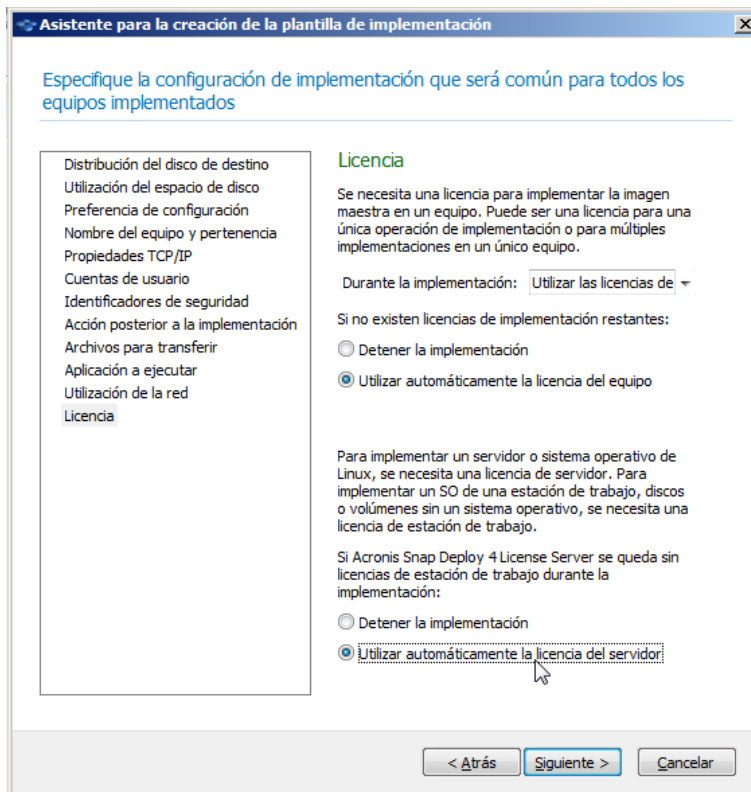 Asistente para la creación de la plantilla de implementación
Especifique la configuración de implementación que será común para todos los
equipos implementados
Distribución del disco de destino
Utilización del espacio de disco
Preferencia de configuración
Nombre del equipo y pertenencia
Propiedades TCP/IP
Cuentas de usuario
Identificadores de seguridad
Acción posterior a la implementación
Archivos para transferir
Aplicación a ejecutar
Utilización de la red
Licencia
Licencia
Se necesita una licencia para implementar la imagen
maestra en un equipo. Puede ser una licencia para una
única operación de implementación o para múltiples
implementaciones en un único equipo.
Durante la implementación: Utilizar las licencias de
Si no existen licencias de implementación restantes:
Detener la implementación
Utilizar automáticamente la licencia del equipo
Para implementar un servidor o sistema operativo de
Linux, se necesita una licencia de servidor. Para
implementar un SO de una estación de trabajo, discos
o volúmenes sin un sistema operativo, se necesita una
licencia de estación de trabajo.
Si Acronis Snap Deploy 4 License Server se queda sin
licencias de estación de trabajo durante la
implementación:
Detener la implementación
Utilizar automáticamente la licencia del servidor
< Atrás Siguiente > Cancelar